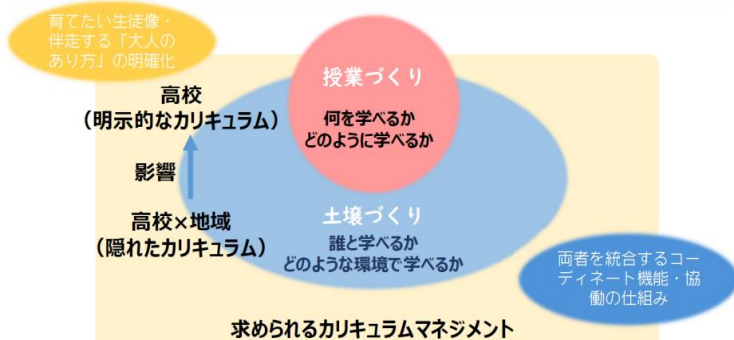 育てたい生徒像・
伴走する「大人の
あり方」の明確化
授業づくり
何を学べるか
どのように学べるか
高校
（明示的なカリキュラム）
影響
高校×地域
（隠れたカリキュラム）
土壌づくり
誰と学べるか
どのような環境で学べるか
両者を統合するコー
ディネート機能・協
働の仕組み
求められるカリキュラムマネジメント